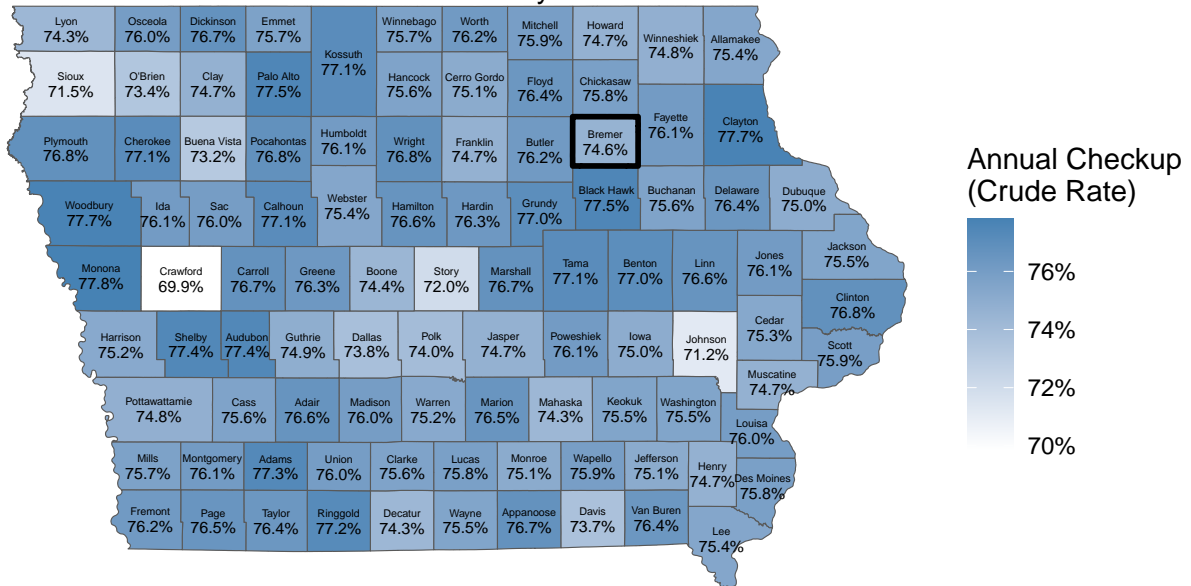 Lyon
74.3%
Osceola
76.0%
Dickinson
76.7%
Emmet
75.7%
Kossuth
77.1%
Winnebago
75.7%
Worth
76.2%
Mitchell
75.9%
Howard
74.7%
Winneshiek
74.8%
Allamakee
75.4%
Sioux
71.5%
O'Brien
73.4%
Clay
74.7%
Palo Alto
77.5%
Hancock
75.6%
Cerro Gordo
75.1%
Floyd
76.4%
Chickasaw
75.8%
Fayette
76.1%
Clayton
77.7%
Plymouth
76.8%
Cherokee
77.1%
Buena Vista
73.2%
Pocahontas
76.8%
Humboldt
76.1%
Wright
76.8%
Franklin
74.7%
Butler
76.2%
Bremer
74.6%
Woodbury
77.7%
Ida
76.1%
Sac
76.0%
Calhoun
77.1%
Webster
75.4%
Hamilton
76.6%
Hardin
76.3%
Grundy
77.0%
Black Hawk
77.5%
Buchanan
75.6%
Delaware
76.4%
Dubuque
75.0%
Monona
77.8%
Crawford
69.9%
Carroll
76.7%
Greene
76.3%
Boone
74.4%
Story
72.0%
Marshall
76.7%
Tama
77.1%
Benton
77.0%
Linn
76.6%
Jones
76.1%
Jackson
75.5%
Clinton
76.8%
Harrison
75.2%
Shelby
77.4%
Audubon
77.4%
Guthrie
74.9%
Dallas
73.8%
Polk
74.0%
Jasper
74.7%
Poweshiek
76.1%
Iowa
75.0%
Johnson
71.2%
Cedar
75.3%
Scott
75.9%
Muscatine
74.7%
Pottawattamie
74.8%
Cass
75.6%
Adair
76.6%
Madison
76.0%
Warren
75.2%
Marion
76.5%
Mahaska
74.3%
Keokuk
75.5%
Washington
75.5%
Louisa
76.0%
Mills
75.7%
Montgomery
76.1%
Adams
77.3%
Union
76.0%
Clarke
75.6%
Lucas
75.8%
Monroe
75.1%
Wapello
75.9%
Jefferson
75.1%
Henry
74.7%
Des Moines
75.8%
Fremont
76.2%
Page
76.5%
Taylor
76.4%
Ringgold
77.2%
Decatur
74.3%
Wayne
75.5%
Appanoose
76.7%
Davis
73.7%
Van Buren
76.4%
Lee
75.4%
Annual Checkup
(Crude Rate)
76%
74%
72%
70%